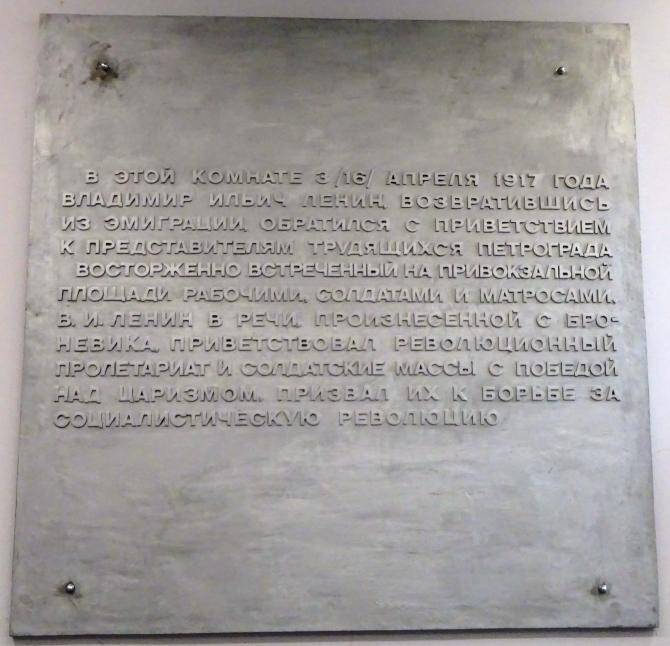 В ЭТОЙ КОМНАТЕ 3/16/ АПРЕЛЯ 1917 ГОДА
ВЛАДИМИР ИЛЬИЧ ЛЕНИН, ВОЗВРАТИВШИСЬ
ИЗ ЭМИГРАЦИИ, ОБРАТИЛСЯ С ПРИВЕТСТВИЕМ
К ПРЕДСТАВИТЕЛЯМ ТРУДЯЩИХСЯ ПЕТРОГРАДА
ВОСТОРЖЕННО ВСТРЕЧЕННЫЙ НА ПРИВОКЗАЛЬНОЙ
ПЛОЩАДИ РАБОЧИМИ, СОЛДАТАМИ И МАТРОСАМИ,
В. И. ЛЕНИН В РЕЧИ, ПРОИЗНЕСЕННОЙ С БРО-
НЕВИКА, ПРИВЕТСТВОВАЛ РЕВОЛЮЦИОННЫЙ
ПРОЛЕТАРИАТ И СОЛДАТСКИЕ МАССЫ С ПОБЕДОЙ
НАД ЦАРИЗМОМ, ПРИЗВАЛ ИХ К БОРЬБЕ ЗА
СОЦИАЛИСТИЧЕСКУЮ РЕВОЛЮЦИЮ